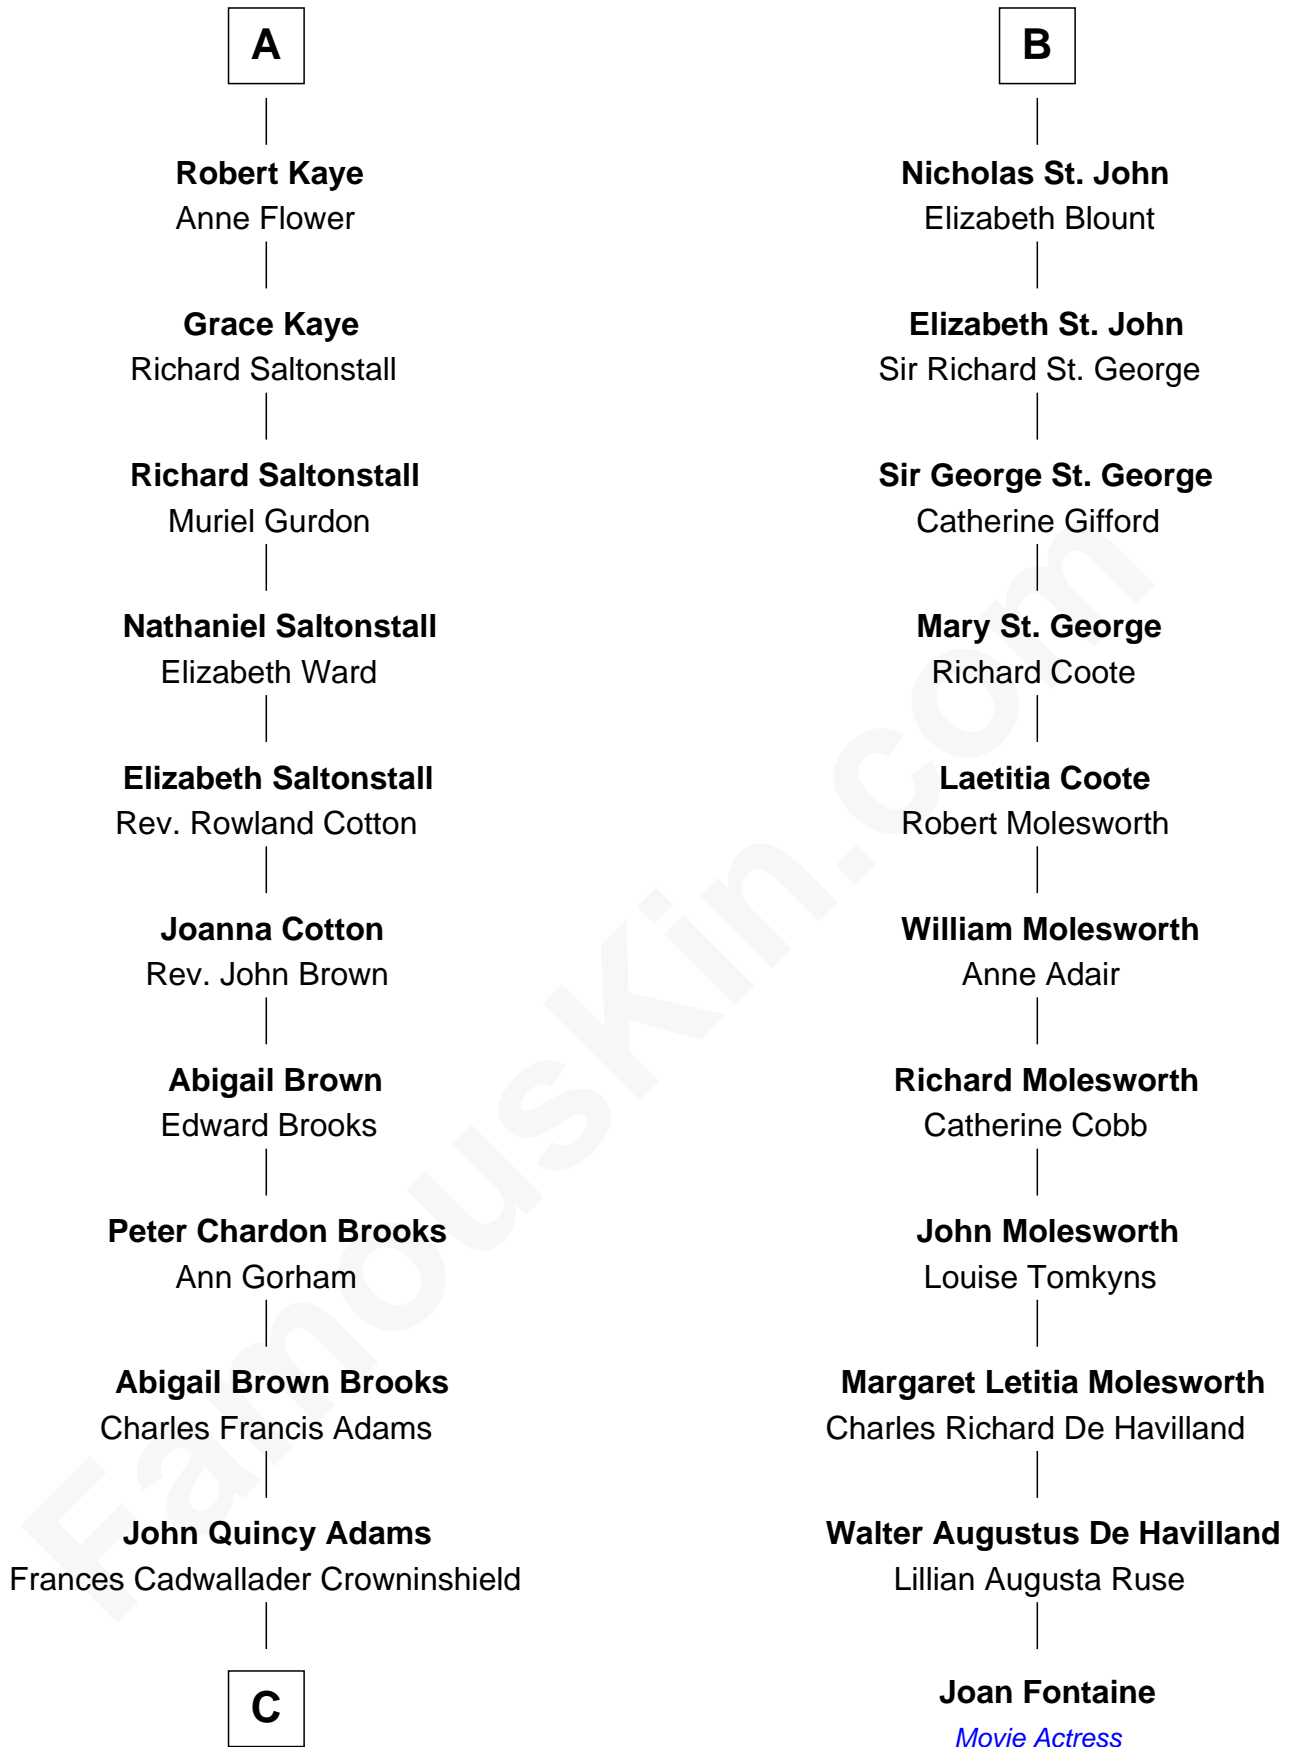 A
Robert Kaye
Anne Flower
Grace Kaye
Richard Saltonstall
Richard Saltonstall
Muriel Gurdon
Nathaniel Saltonstall
Elizabeth Ward
Elizabeth Saltonstall
Rev. Rowland Cotton
Joanna Cotton
Rev. John Brown
Abigail Brown
Edward Brooks
Peter Chardon Brooks
Ann Gorham
Abigail Brown Brooks
Charles Francis Adams
John Quincy Adams
Frances Cadwallader Crowninshield
C
B
Nicholas St. John
Elizabeth Blount
Elizabeth St. John
Sir Richard St. George
Sir George St. George
Catherine Gifford
Mary St. George
Richard Coote
Laetitia Coote
Robert Molesworth
William Molesworth
Anne Adair
Richard Molesworth
Catherine Cobb
John Molesworth
Louise Tomkyns
Margaret Letitia Molesworth
Charles Richard De Havilland
Walter Augustus De Havilland
Lillian Augusta Ruse
Joan Fontaine
Movie Actress
FamousKin.com